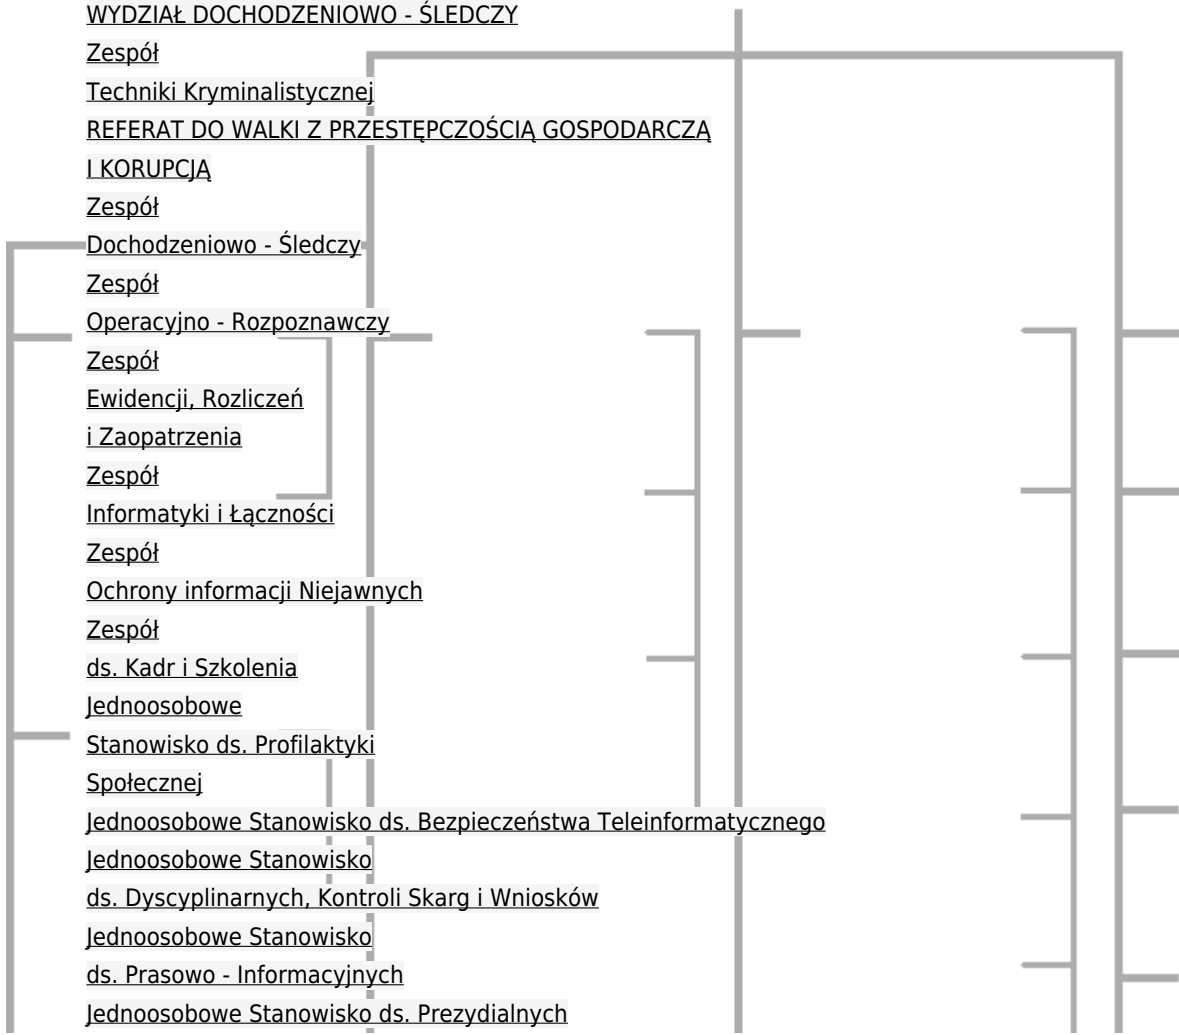 WYDZIAŁ DOCHODZENIOWO - ŚLEDCZY
Zespół
Techniki Kryminalistycznej
REFERAT DO WALKI Z PRZESTĘPCZOŚCIĄ GOSPODARCZĄ
I KORUPCJĄ
Zespół
Dochodzeniowo - Śledczy
Zespół
Operacyjno - Rozpoznawczy
Zespół
Ewidencji, Rozliczeń
i Zaopatrzenia
Zespół
Informatyki i Łączności
Zespół
Ochrony informacji Niejawnych
Zespół
ds. Kadr i Szkolenia
Jednoosobowe
Stanowisko ds. Profilaktyki
Społecznej
Jednoosobowe Stanowisko ds. Bezpieczeństwa Teleinformatycznego
Jednoosobowe Stanowisko
ds. Dyscyplinarnych, Kontroli Skarg i Wniosków
Jednoosobowe Stanowisko
ds. Prasowo - Informacyjnych
Jednoosobowe Stanowisko ds. Prezydialnych